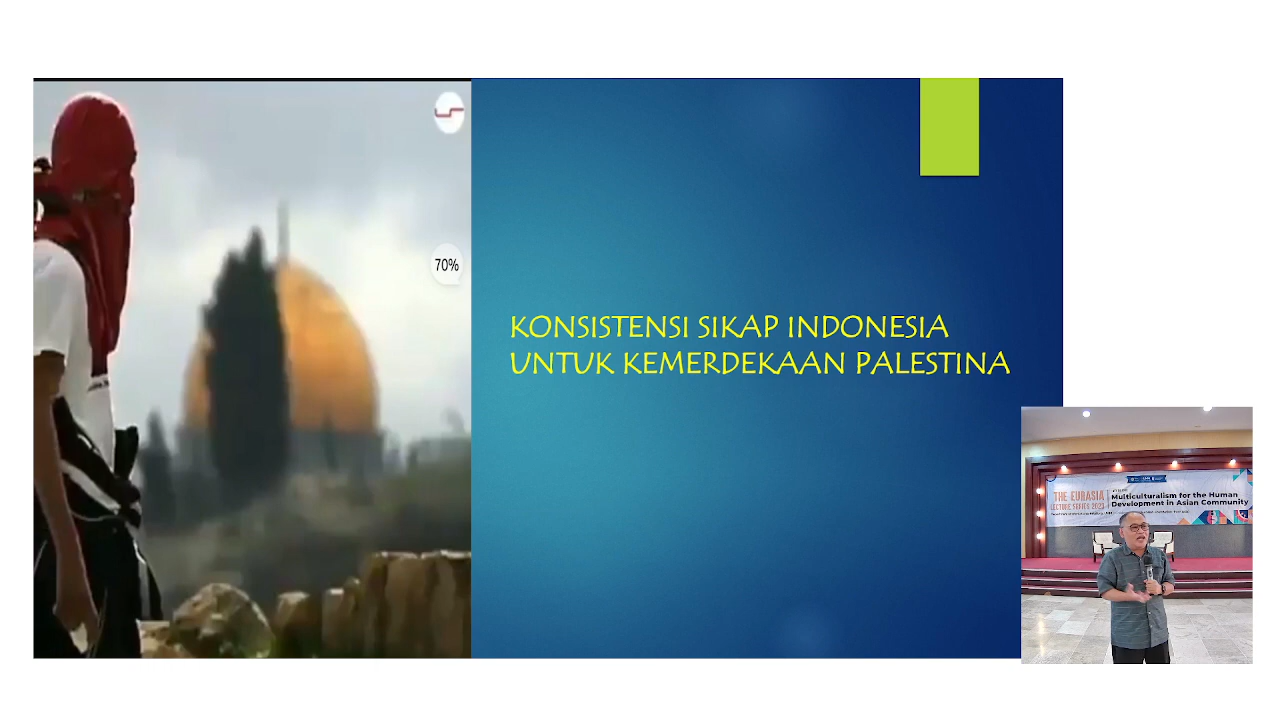 70%
KONSISTENSI SIKAP INDONESIA
UNTUK KEMERDEKAAN PALESTINA
THE EURASIA
LECTURE SERIES 2023
Multiculturalism for the Human
Development in Asian Community